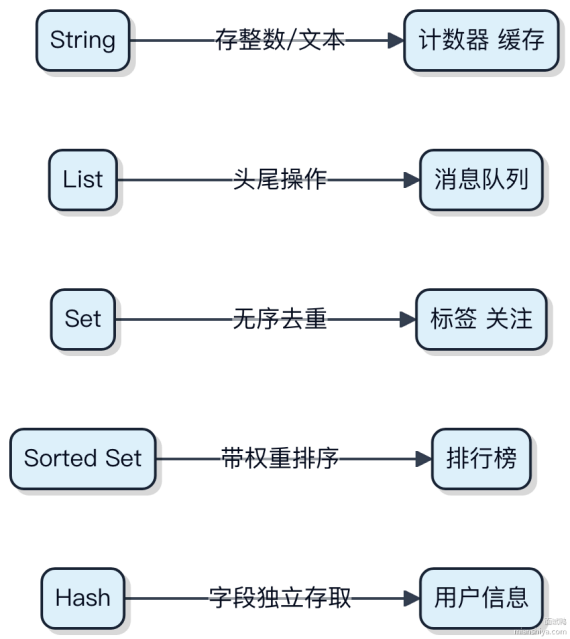 String 存整数/文本 计数器 缓存
List 头尾操作 消息队列
Set 无序去重 标签 关注
Sorted Set 带权重排序 排行榜
Hash 字段独立存取 用户信息